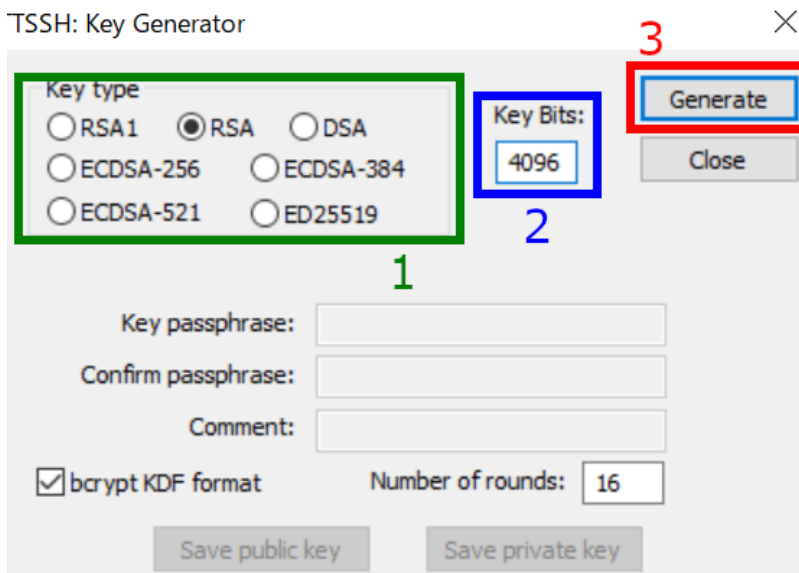 TSSH: Key Generator
3
Key type
RSA1 RSA DSA
ECDSA-256 ECDSA-384
ECDSA-521 ED25519
1
Key Bits:
4096
2
Generate
Close
Key passphrase:
Confirm passphrase:
Comment:
bcrypt KDF format Number of rounds: 16
Save public key Save private key